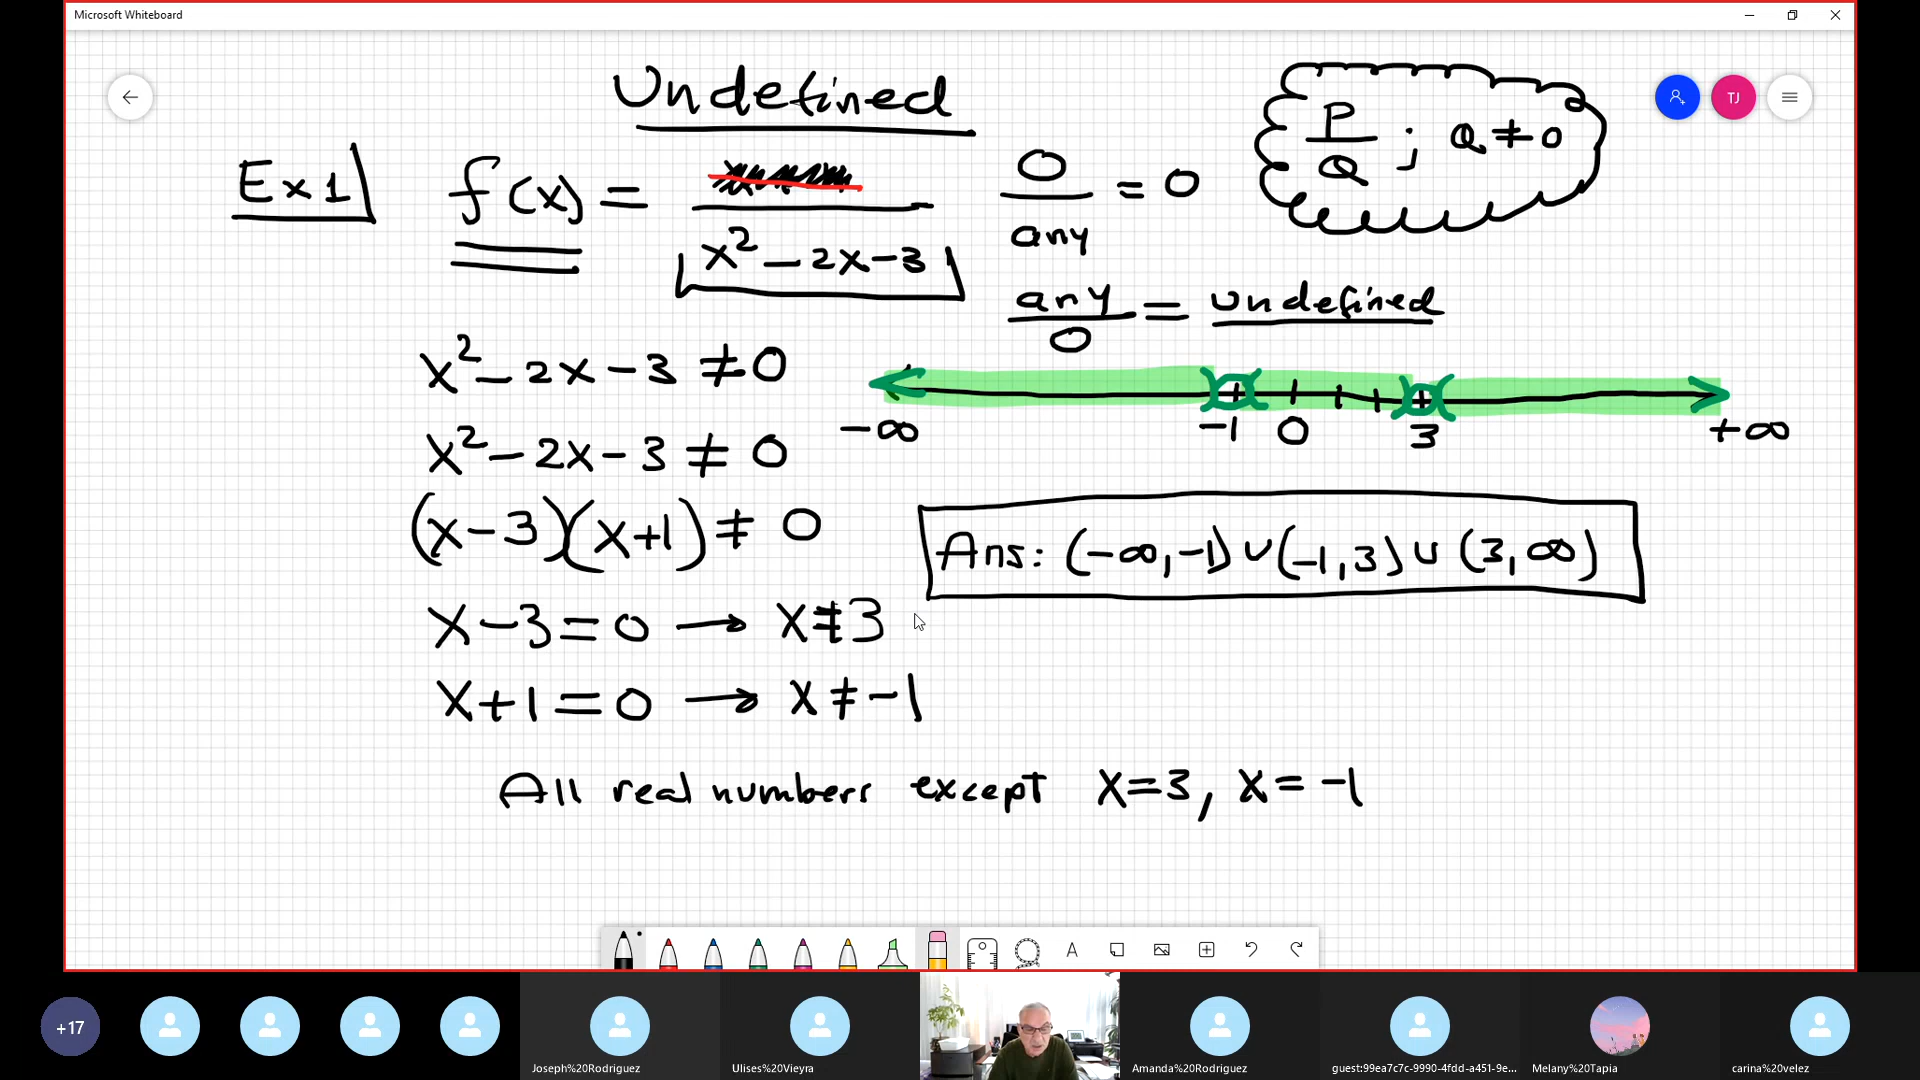 Microsoft Whiteboard
Undefined
TJ
Ex1
f(x) =
x² - 2x - 3
0/any = 0
P/Q ; Q ≠ 0
any/0 = undefined
x² - 2x - 3 ≠ 0
-∞ -1 0 3 +∞
x² - 2x - 3 ≠ 0
(x - 3)(x + 1) ≠ 0
Ans: (-∞, -1) ∪ (-1, 3) ∪ (3, ∞)
x - 3 = 0 → x ≠ 3
x + 1 = 0 → x ≠ -1
All real numbers except x = 3, x = -1
A
+17
Joseph%20Rodriguez
Ulises%20Vieyra
Amanda%20Rodriguez
guest:99ea7c7c-9990-4fdd-a451-9e...
Melany%20Tapia
carina%20velez